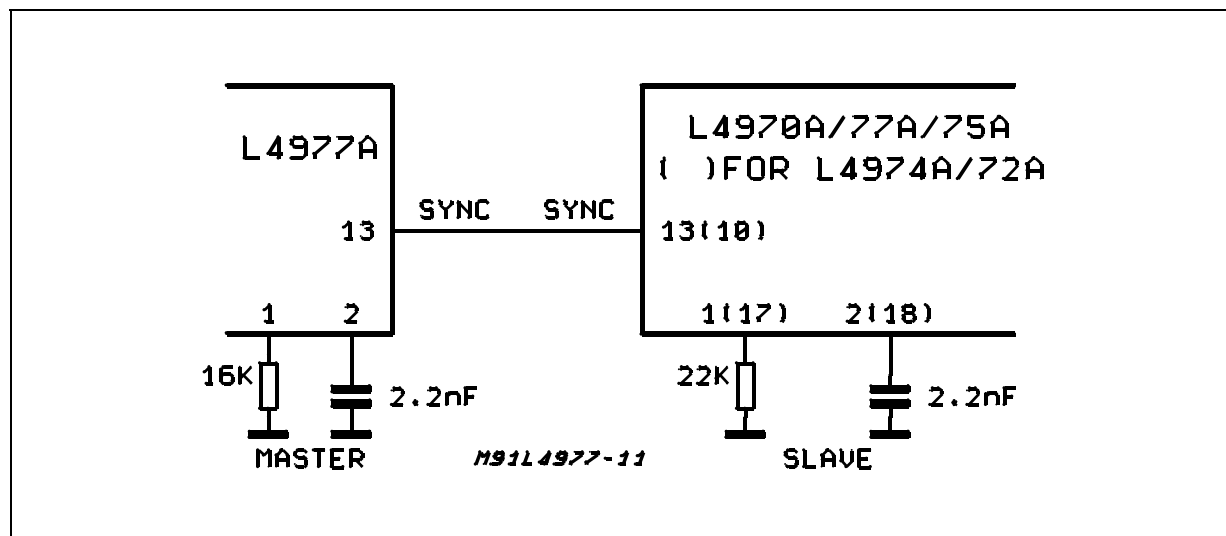 L4977A
L4970A/77A/75A
( )FOR L4974A/72A
SYNC SYNC
13
13(10)
1 2
1(17) 2(18)
16K
2.2nF
22K
2.2nF
MASTER
M91L4977-11
SLAVE